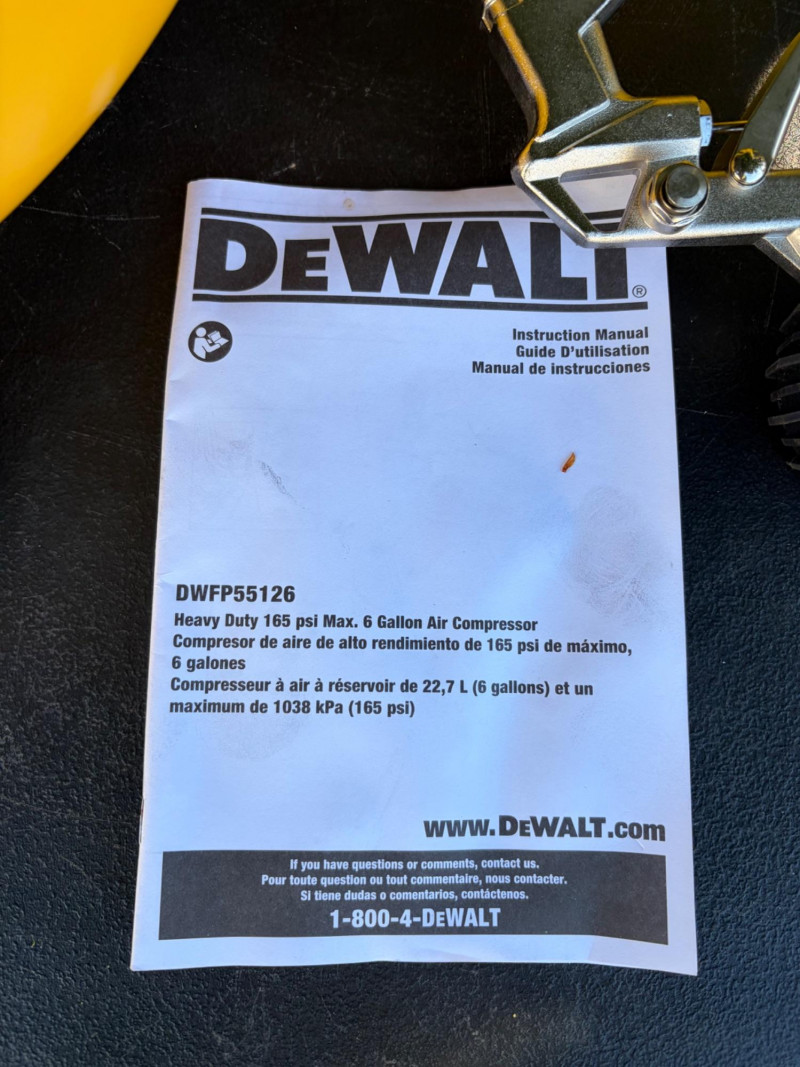 DEWALT®
Instruction Manual
Guide D'utilisation
Manual de instrucciones
DWFP55126
Heavy Duty 165 psi Max. 6 Gallon Air Compressor
Compresor de aire de alto rendimiento de 165 psi de máximo,
6 galones
Compresseur à air à réservoir de 22,7 L (6 gallons) et un
maximum de 1038 kPa (165 psi)
www.DEWALT.com
If you have questions or comments, contact us.
Pour toute question ou tout commentaire, nous contacter.
Si tiene dudas o comentarios, contáctenos.
1-800-4-DEWALT